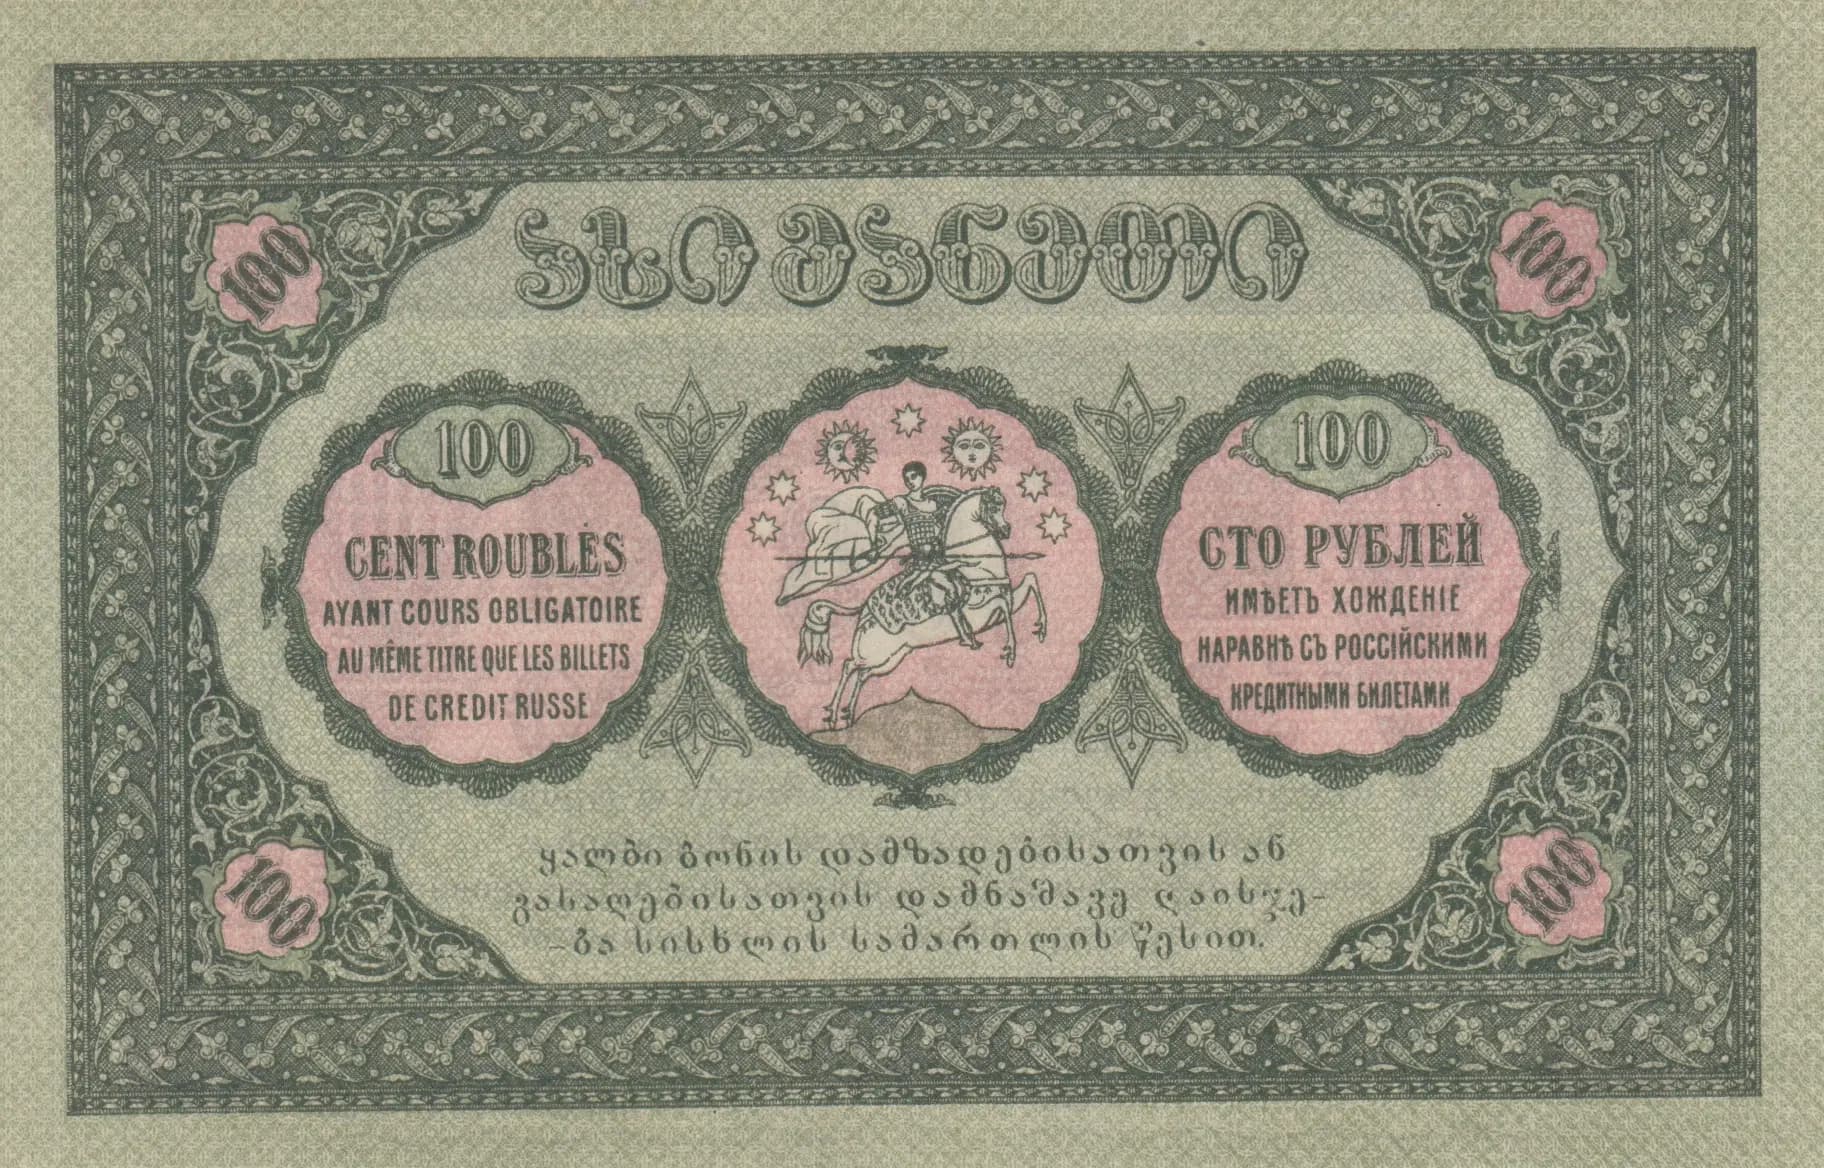 ასი მანეთი
100
100
100
100
CENT ROUBLES
AYANT COURS OBLIGATOIRE
AU MÊME TITRE QUE LES BILLETS
DE CREDIT RUSSE
СТО РУБЛЕЙ
ИМѢЕТЪ ХОЖДЕНІЕ
НАРАВНѢ СЪ РОССІЙСКИМИ
КРЕДИТНЫМИ БИЛЕТАМИ
ყალბი ბონის დამზადებისათვის ან
გასაღებისათვის დამნაშავე დაისჯე-
-ბა სისხლის სამართლის წესით.
100
100